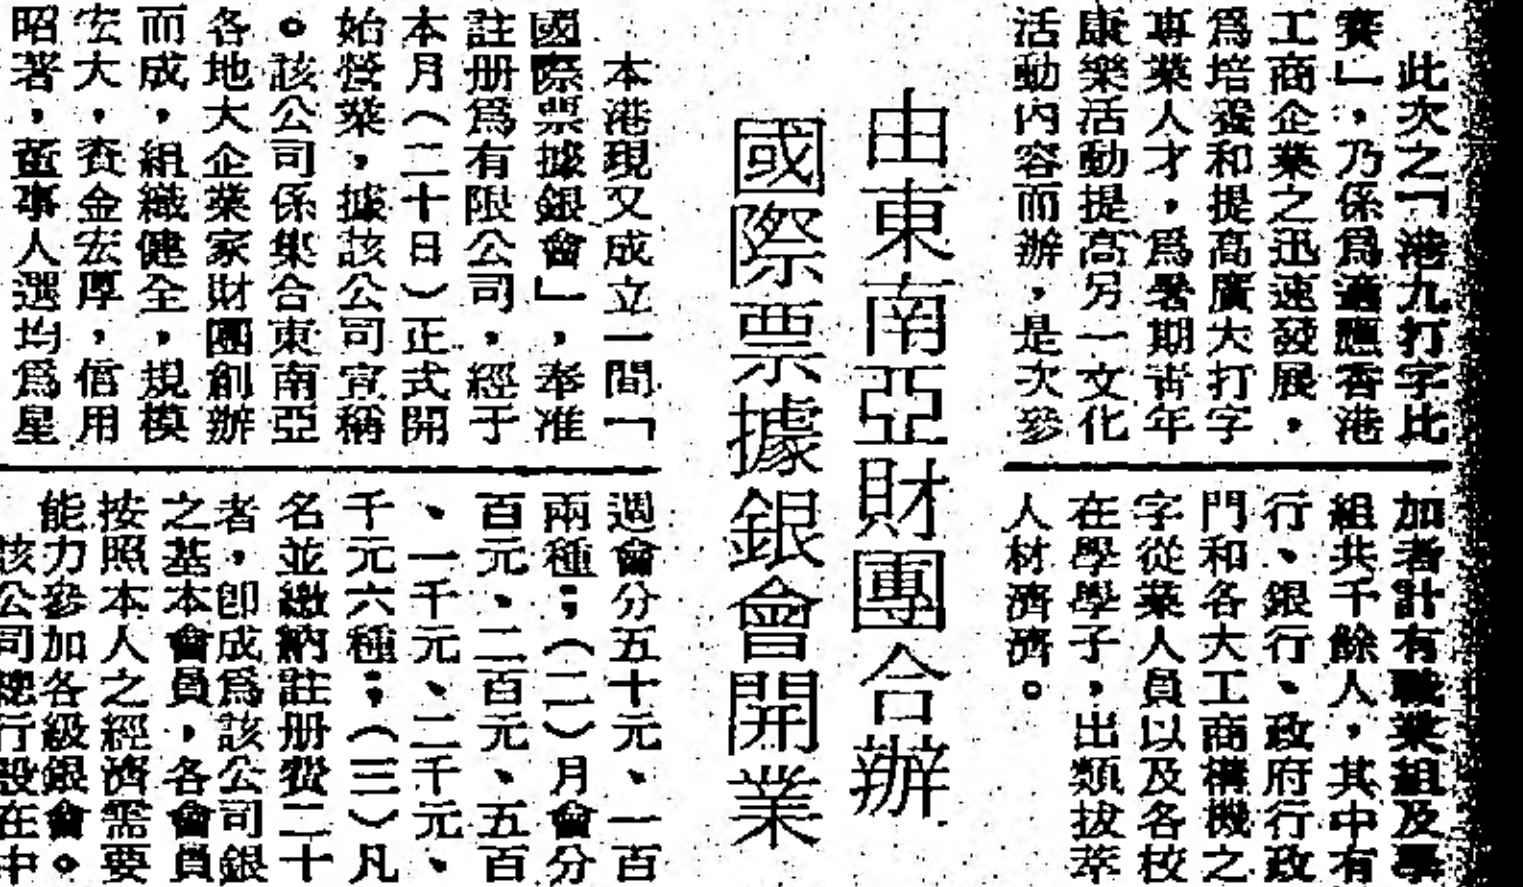 此次之「港九打字比
賽」，乃係爲適應香港
工商企業之迅速發展，
爲培養和提高廣大打字
專業人才，爲暑期靑年
康樂活動提高另一文化
活動內容而辦，是次參
加者計有職業組及學
組共千餘人，其中有
行、銀行、政府行政
門和各大工商構機之
字從業人員以及各校
在學學子，出類拔萃
人材濟濟。
由東南亞財團合辦
國際票據銀會開業
本港現又成立一間「
國際票據銀會」，奉准
註册爲有限公司，經于
本月（二十日）正式開
始營業，據該公司宣稱
。該公司係集合東南亞
各地大企業家財團創辦
而成，組織健全，規模
宏大，資金宏厚，信用
昭著，董事人選均爲星
週會分五十元、一百
兩種；（二）月會分
百元、二百元、五百
、一千元、二千元、
千元六種；（三）凡
名並繳納註册費二十
者，卽成爲該公司銀
之基本會員，各會員
按照本人之經濟需要
能力參加各級銀會。
該公司總行設在中